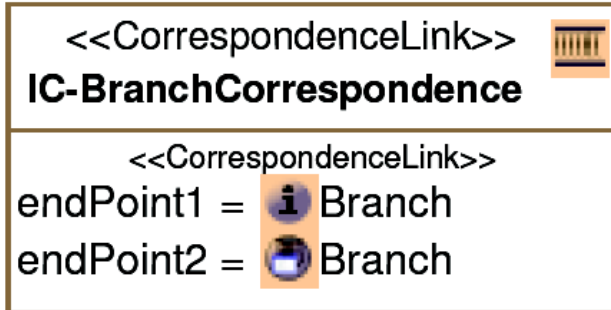 <<CorrespondenceLink>>
IC-BranchCorrespondence
<<CorrespondenceLink>>
endPoint1 = i Branch
endPoint2 = Branch